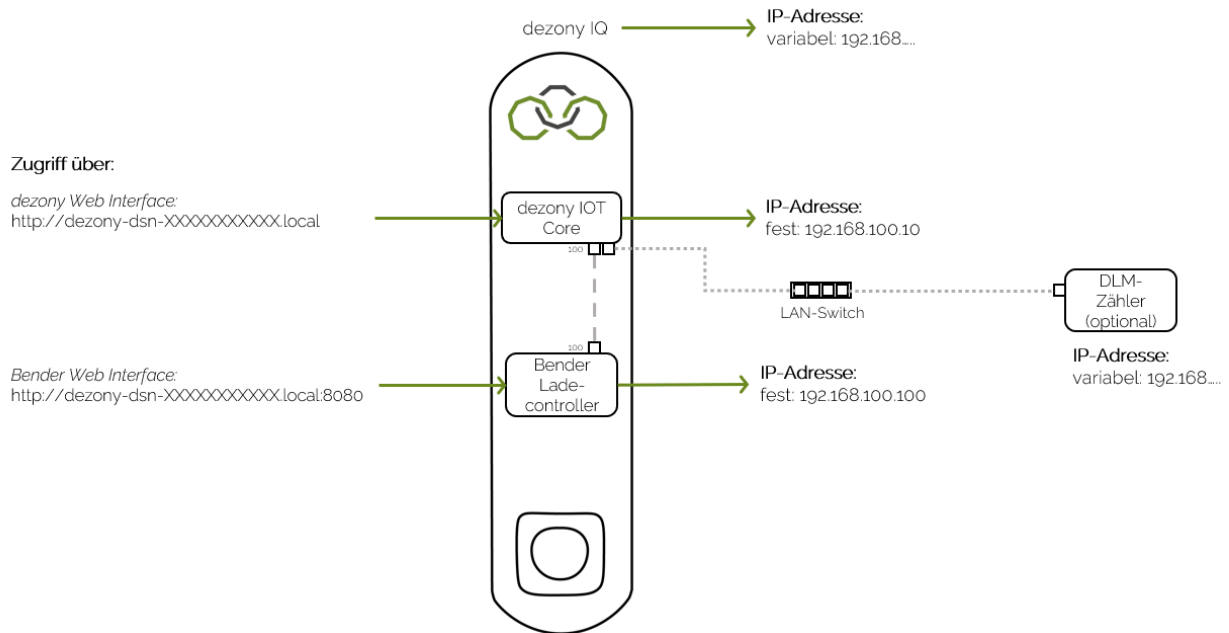 dezony IQ
IP-Adresse:
variabel: 192.168.....
Zugriff über:
dezony Web Interface:
http://dezony-dsn-XXXXXXXXXXX.local
dezony IOT
Core
100
IP-Adresse:
fest: 192.168.100.10
LAN-Switch
DLM-
Zähler
(optional)
IP-Adresse:
variabel: 192.168.....
100
Bender Web Interface:
http://dezony-dsn-XXXXXXXXXXX.local:8080
Bender
Lade-
controller
IP-Adresse:
fest: 192.168.100.100